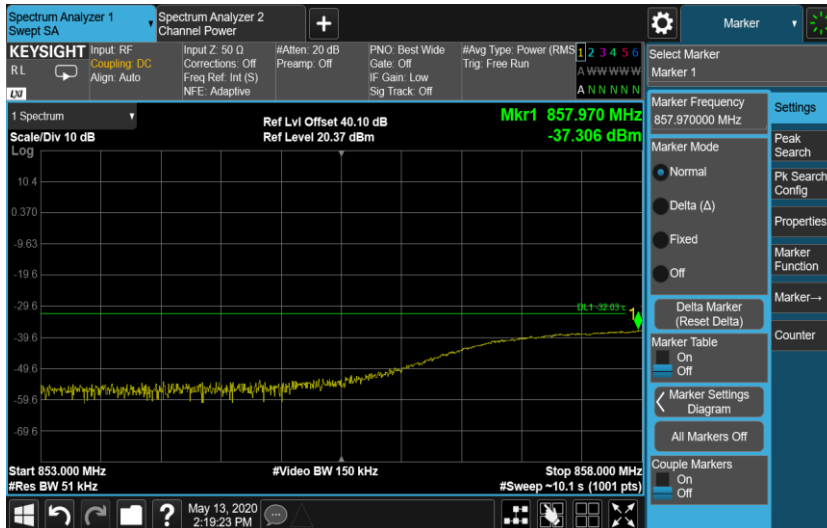 Spectrum Analyzer 1
Swept SA
Spectrum Analyzer 2
Channel Power
Marker
KEYSIGHT
R L
LXI
Input: RF
Coupling: DC
Align: Auto
Input Z: 50 Ω
Corrections: Off
Freq Ref: Int (S)
NFE: Adaptive
#Atten: 20 dB
Preamp: Off
PNO: Best Wide
Gate: Off
IF Gain: Low
Sig Track: Off
#Avg Type: Power (RMS
Trig: Free Run
1 2 3 4 5 6
A W W W W W
A N N N N N
Select Marker
Marker 1
1 Spectrum
Scale/Div 10 dB
Log
Ref Lvl Offset 40.10 dB
Ref Level 20.37 dBm
Mkr1 857.970 MHz
-37.306 dBm
10.4
0.370
-9.63
-19.6
-29.6
-39.6
-49.6
-59.6
-69.6
DL1 -32.03 c
1
Start 853.000 MHz
#Res BW 51 kHz
#Video BW 150 kHz
Stop 858.000 MHz
#Sweep ~10.1 s (1001 pts)
Marker Frequency
857.970000 MHz
Marker Mode
Normal
Delta (Δ)
Fixed
Off
Delta Marker
(Reset Delta)
Marker Table
On
Off
Marker Settings
Diagram
All Markers Off
Couple Markers
On
Off
Settings
Peak
Search
Pk Search
Config
Properties
Marker
Function
Marker→
Counter
?
May 13, 2020
2:19:23 PM